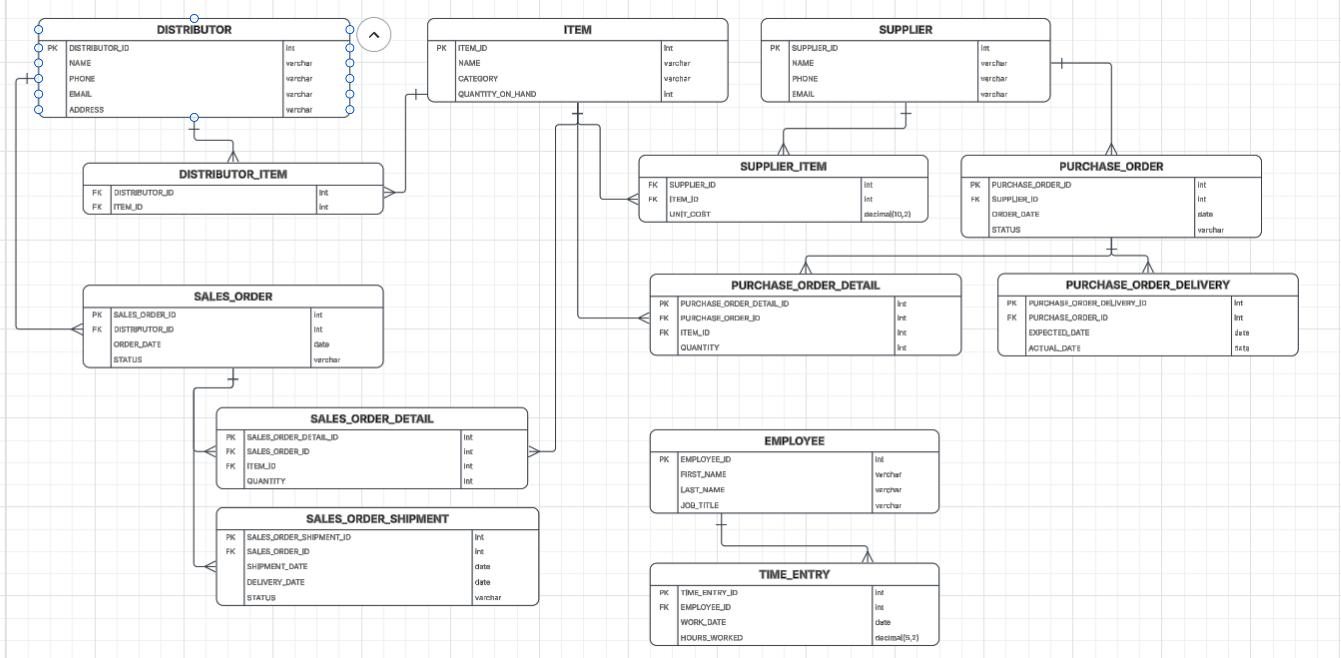 DISTRIBUTOR
PK DISTRIBUTOR_ID int
NAME varchar
PHONE varchar
EMAIL varchar
ADDRESS varchar
ITEM
PK ITEM_ID int
NAME varchar
CATEGORY varchar
QUANTITY_ON_HAND int
SUPPLIER
PK SUPPLIER_ID int
NAME varchar
PHONE varchar
EMAIL varchar
DISTRIBUTOR_ITEM
FK DISTRIBUTOR_ID int
FK ITEM_ID int
SUPPLIER_ITEM
FK SUPPLIER_ID int
FK ITEM_ID int
UNIT_COST decimal(10,2)
PURCHASE_ORDER
PK PURCHASE_ORDER_ID int
FK SUPPLIER_ID int
ORDER_DATE date
STATUS varchar
SALES_ORDER
PK SALES_ORDER_ID int
FK DISTRIBUTOR_ID int
ORDER_DATE date
STATUS varchar
PURCHASE_ORDER_DETAIL
PK PURCHASE_ORDER_DETAIL_ID int
FK PURCHASE_ORDER_ID int
FK ITEM_ID int
QUANTITY int
PURCHASE_ORDER_DELIVERY
PK PURCHASE_ORDER_DELIVERY_ID int
FK PURCHASE_ORDER_ID int
EXPECTED_DATE date
ACTUAL_DATE date
SALES_ORDER_DETAIL
PK SALES_ORDER_DETAIL_ID int
FK SALES_ORDER_ID int
FK ITEM_ID int
QUANTITY int
EMPLOYEE
PK EMPLOYEE_ID int
FIRST_NAME varchar
LAST_NAME varchar
JOB_TITLE varchar
SALES_ORDER_SHIPMENT
PK SALES_ORDER_SHIPMENT_ID int
FK SALES_ORDER_ID int
SHIPMENT_DATE date
DELIVERY_DATE date
STATUS varchar
TIME_ENTRY
PK TIME_ENTRY_ID int
FK EMPLOYEE_ID int
WORK_DATE date
HOURS_WORKED decimal(5,2)